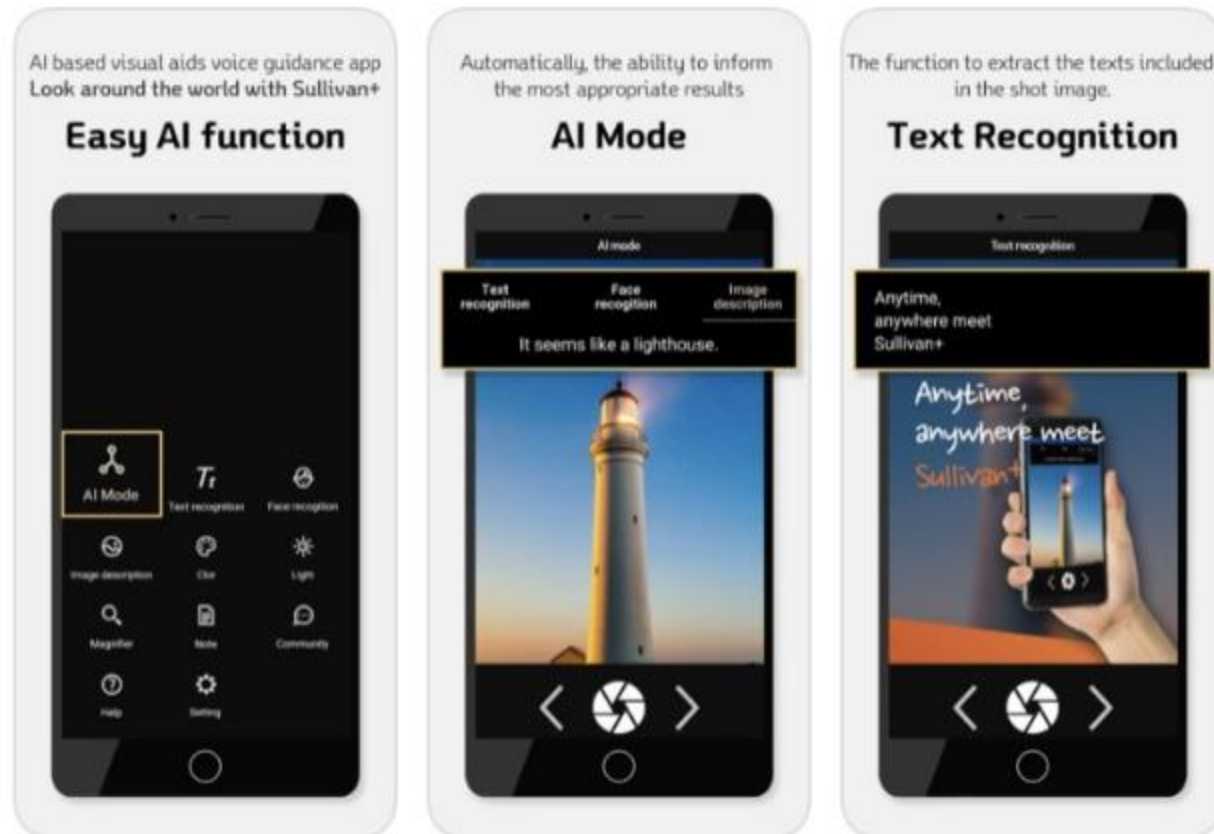 AI based visual aids voice guidance app
Look around the world with Sullivan+
Easy AI function
AI Mode
Text recognition
Face recogition
Image description
Clor
Light
Magnifier
Note
Community
Help
Setting
Automatically, the ability to inform
the most appropriate results
AI Mode
AI mode
Text
recognition
Face
recogition
Image
description
It seems like a lighthouse.
The function to extract the texts included
in the shot image.
Text Recognition
Text recognition
Anytime,
anywhere meet
Sullivan+
Anytime,
anywhere meet
Sullivan+